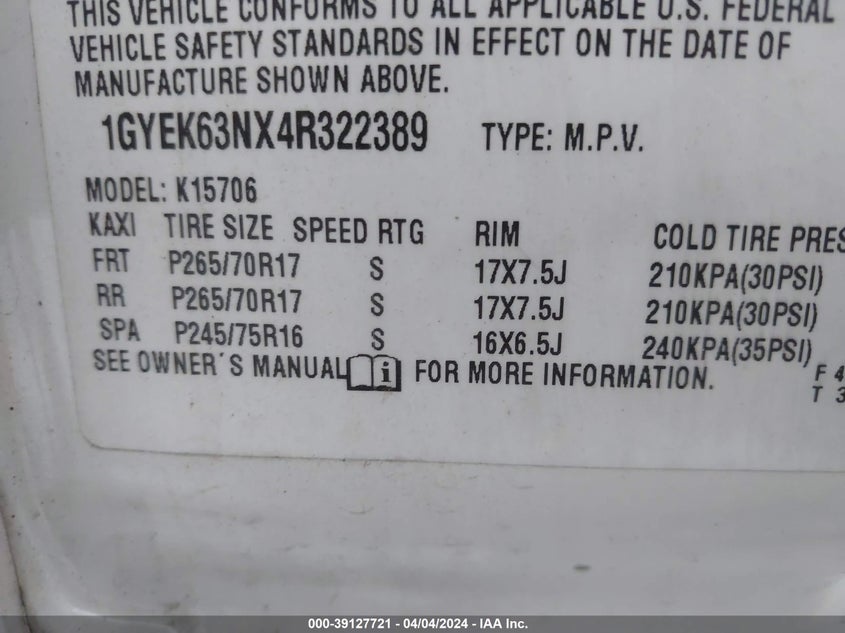 THIS VEHICLE CONFORMS TO ALL APPLICABLE U.S. FEDERAL
VEHICLE SAFETY STANDARDS IN EFFECT ON THE DATE OF
MANUFACTURE SHOWN ABOVE.
1GYEK63NX4R322389 TYPE: M.P.V.
MODEL: K15706
KAXI TIRE SIZE SPEED RTG RIM COLD TIRE PRES
FRT P265/70R17 S 17X7.5J 210KPA(30PSI)
RR P265/70R17 S 17X7.5J 210KPA(30PSI)
SPA P245/75R16 S 16X6.5J 240KPA(35PSI)
SEE OWNER'S MANUAL i FOR MORE INFORMATION.
F 4
T 3
000-39127721 - 04/04/2024 - IAA Inc.